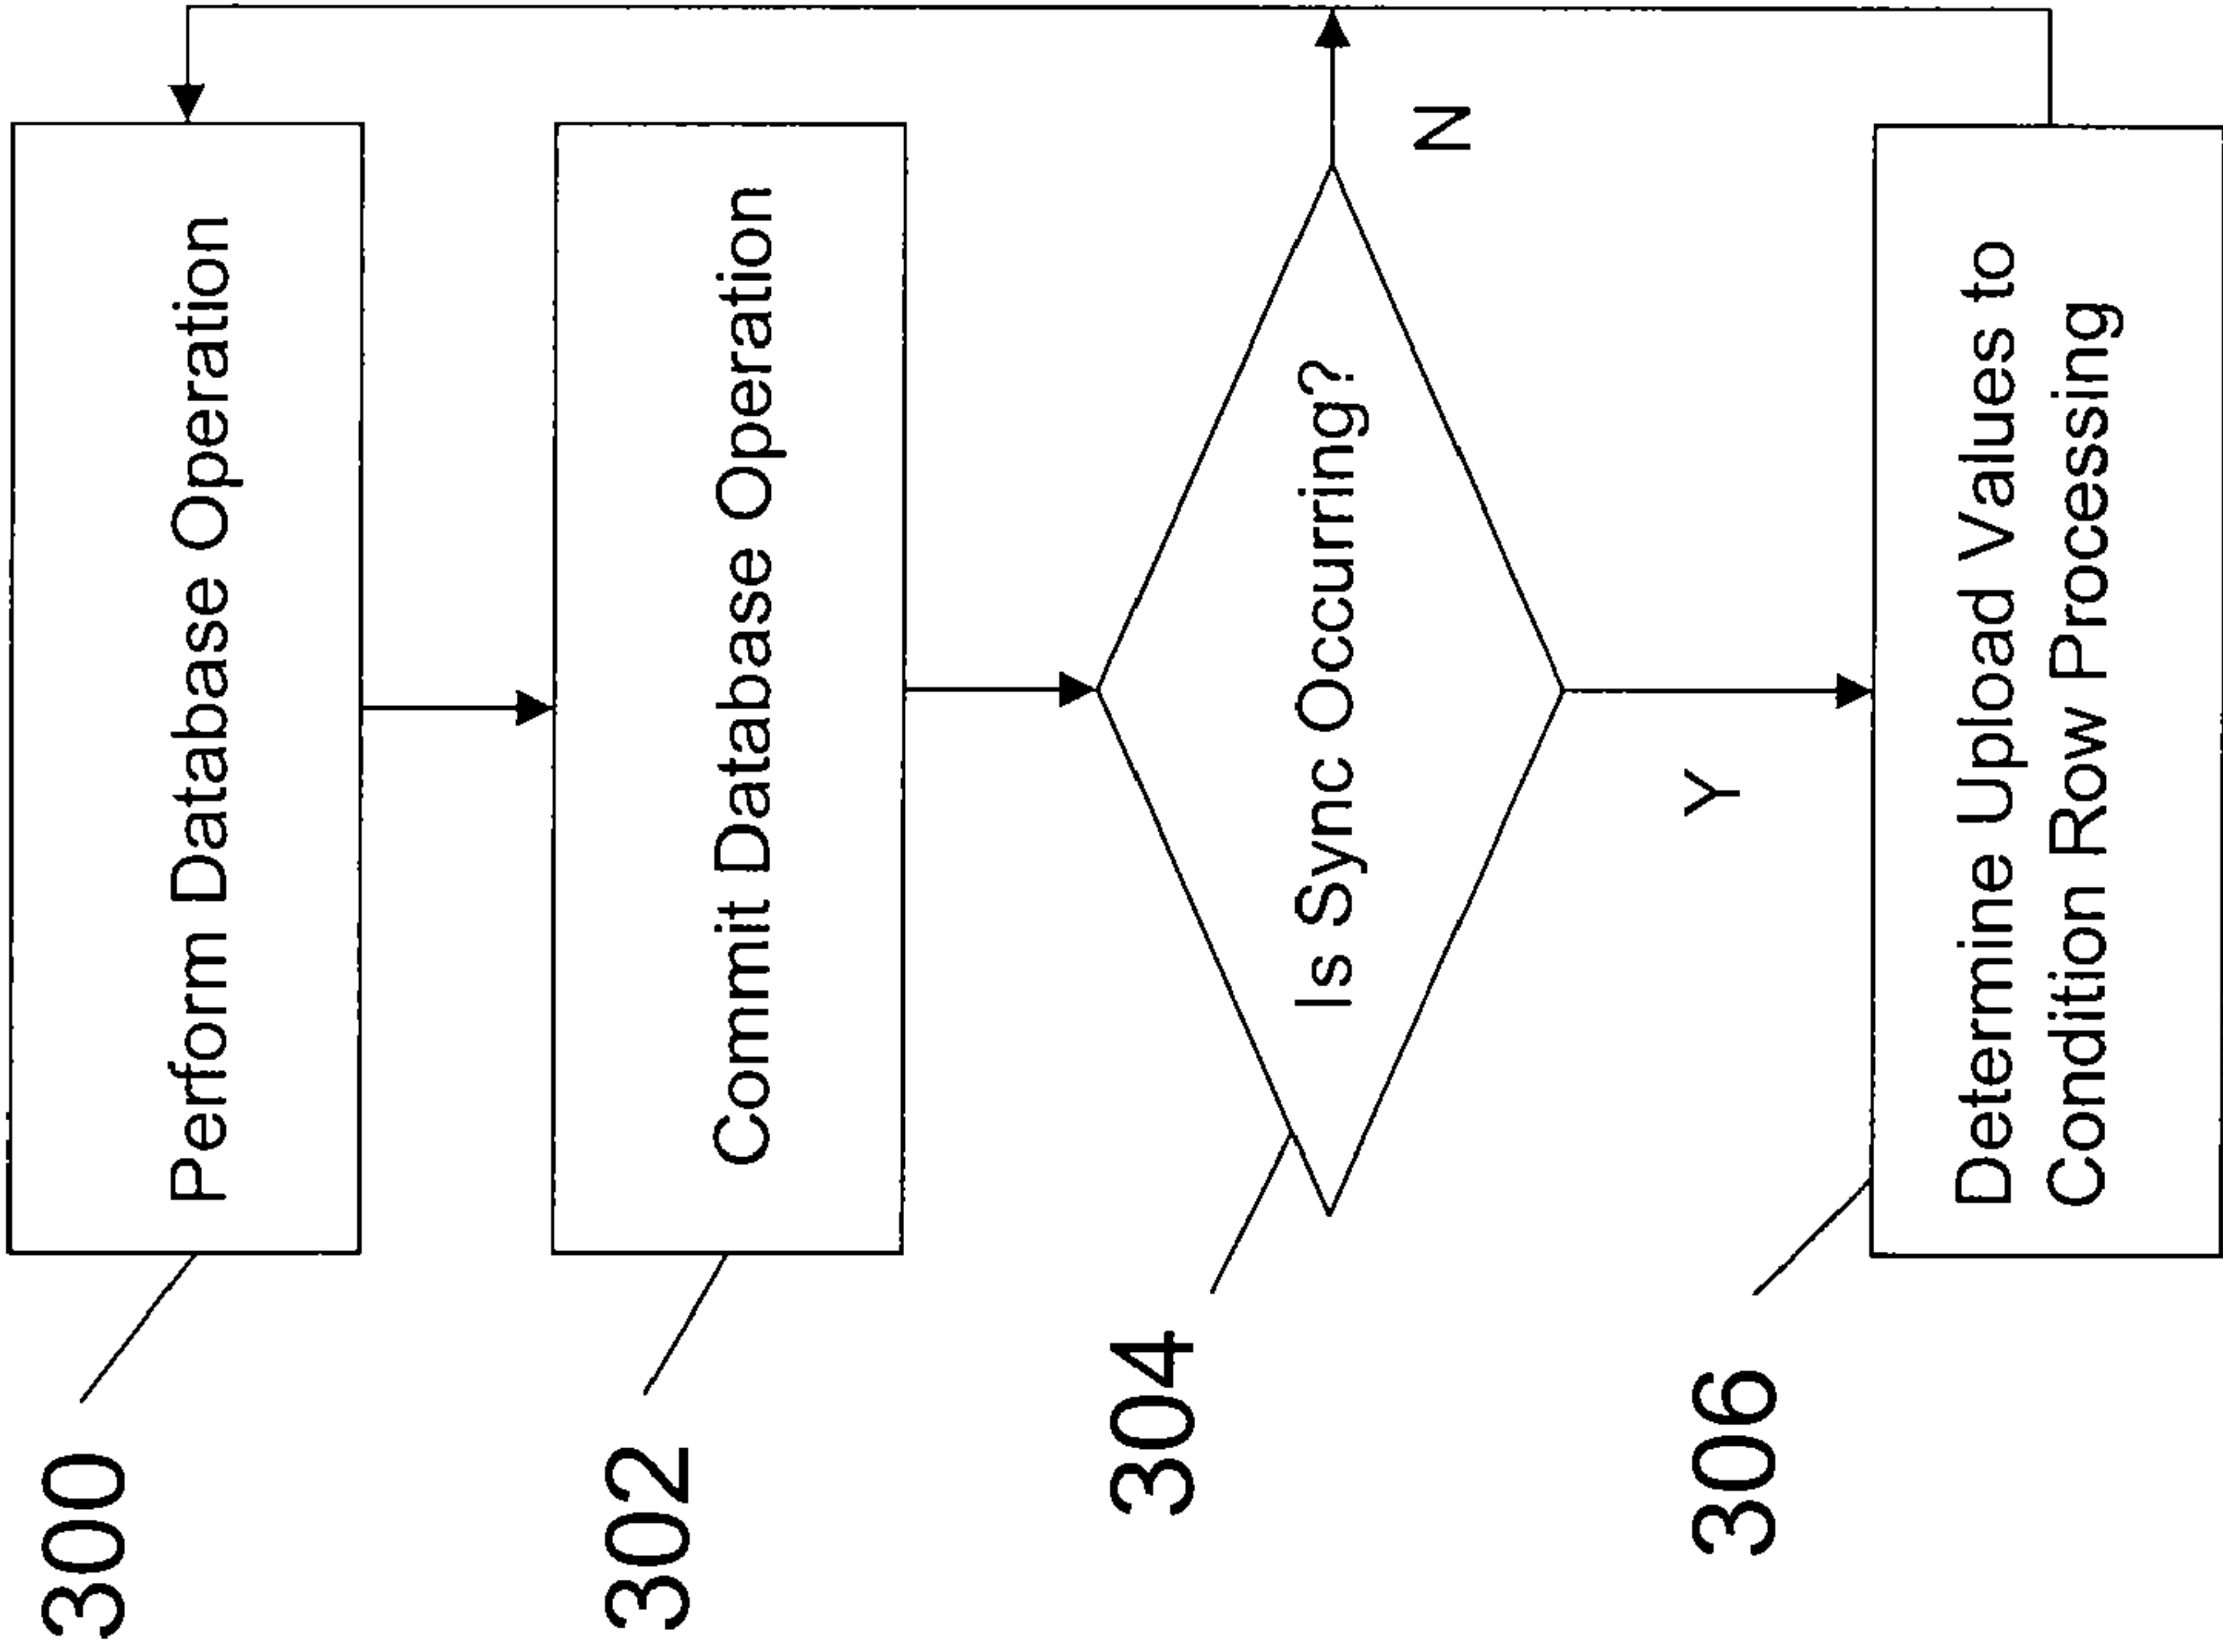 300
Perform Database Operation
302
Commit Database Operation
304
Is Sync Occurring?
N
Y
306
Determine Upload Values to
Condition Row Processing